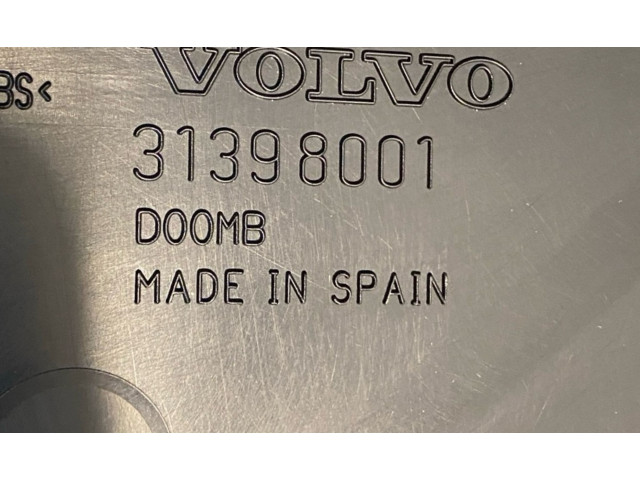 VOLVO
BS<
31398001
D00MB
MADE IN SPAIN